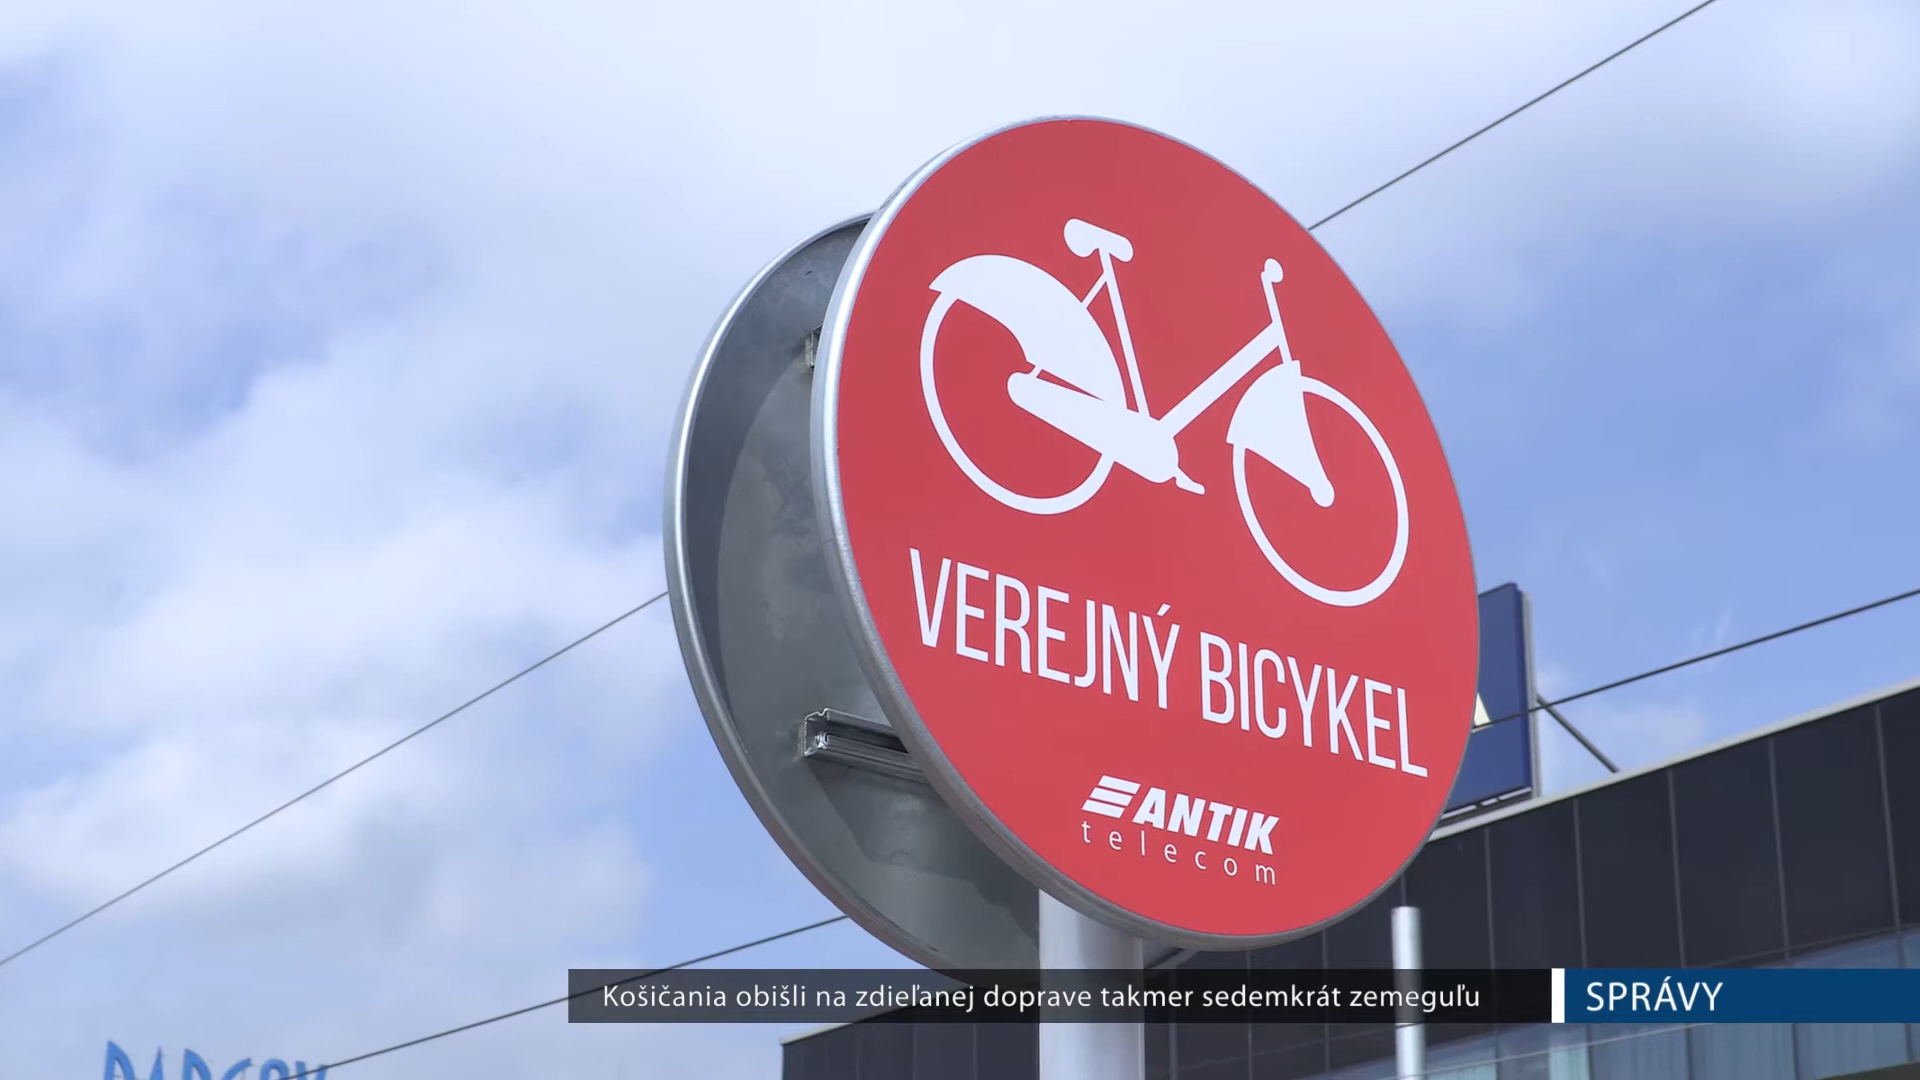 VEREJNÝ BICYKEL
ANTIK
telecom
Košičania obišli na zdieľanej doprave takmer sedemkrát zemeguľu
SPRÁVY